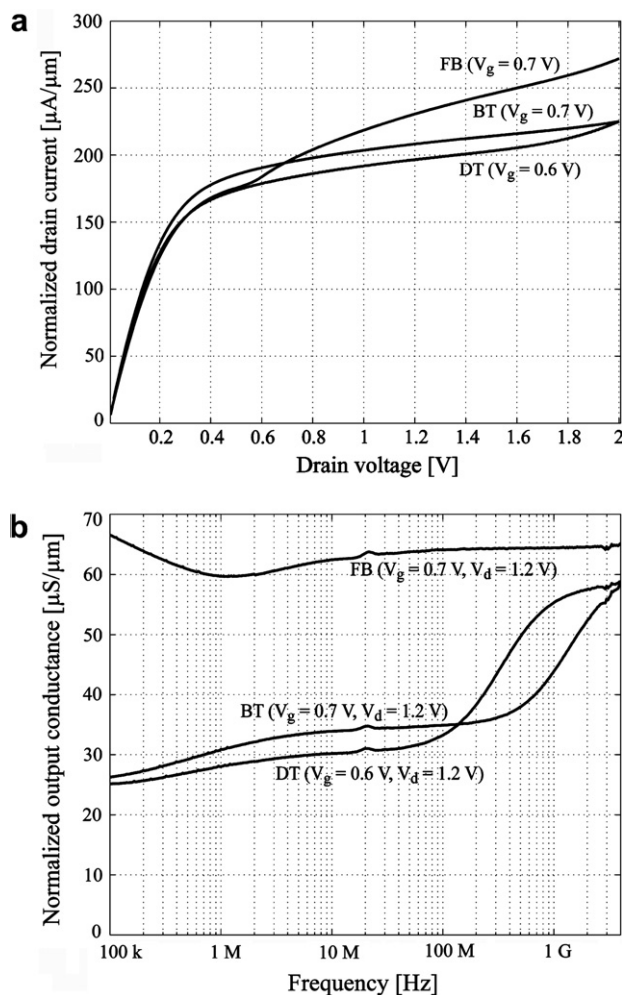 a
300
250
200
150
100
50
0
Normalized drain current [µA/µm]
FB (Vg = 0.7 V)
BT (Vg = 0.7 V)
DT (Vg = 0.6 V)
0.2 0.4 0.6 0.8 1 1.2 1.4 1.6 1.8 2
Drain voltage [V]
b
70
60
50
40
30
20
10
0
Normalized output conductance [µS/µm]
FB (Vg = 0.7 V, Vd = 1.2 V)
BT (Vg = 0.7 V, Vd = 1.2 V)
DT (Vg = 0.6 V, Vd = 1.2 V)
100 k 1 M 10 M 100 M 1 G
Frequency [Hz]